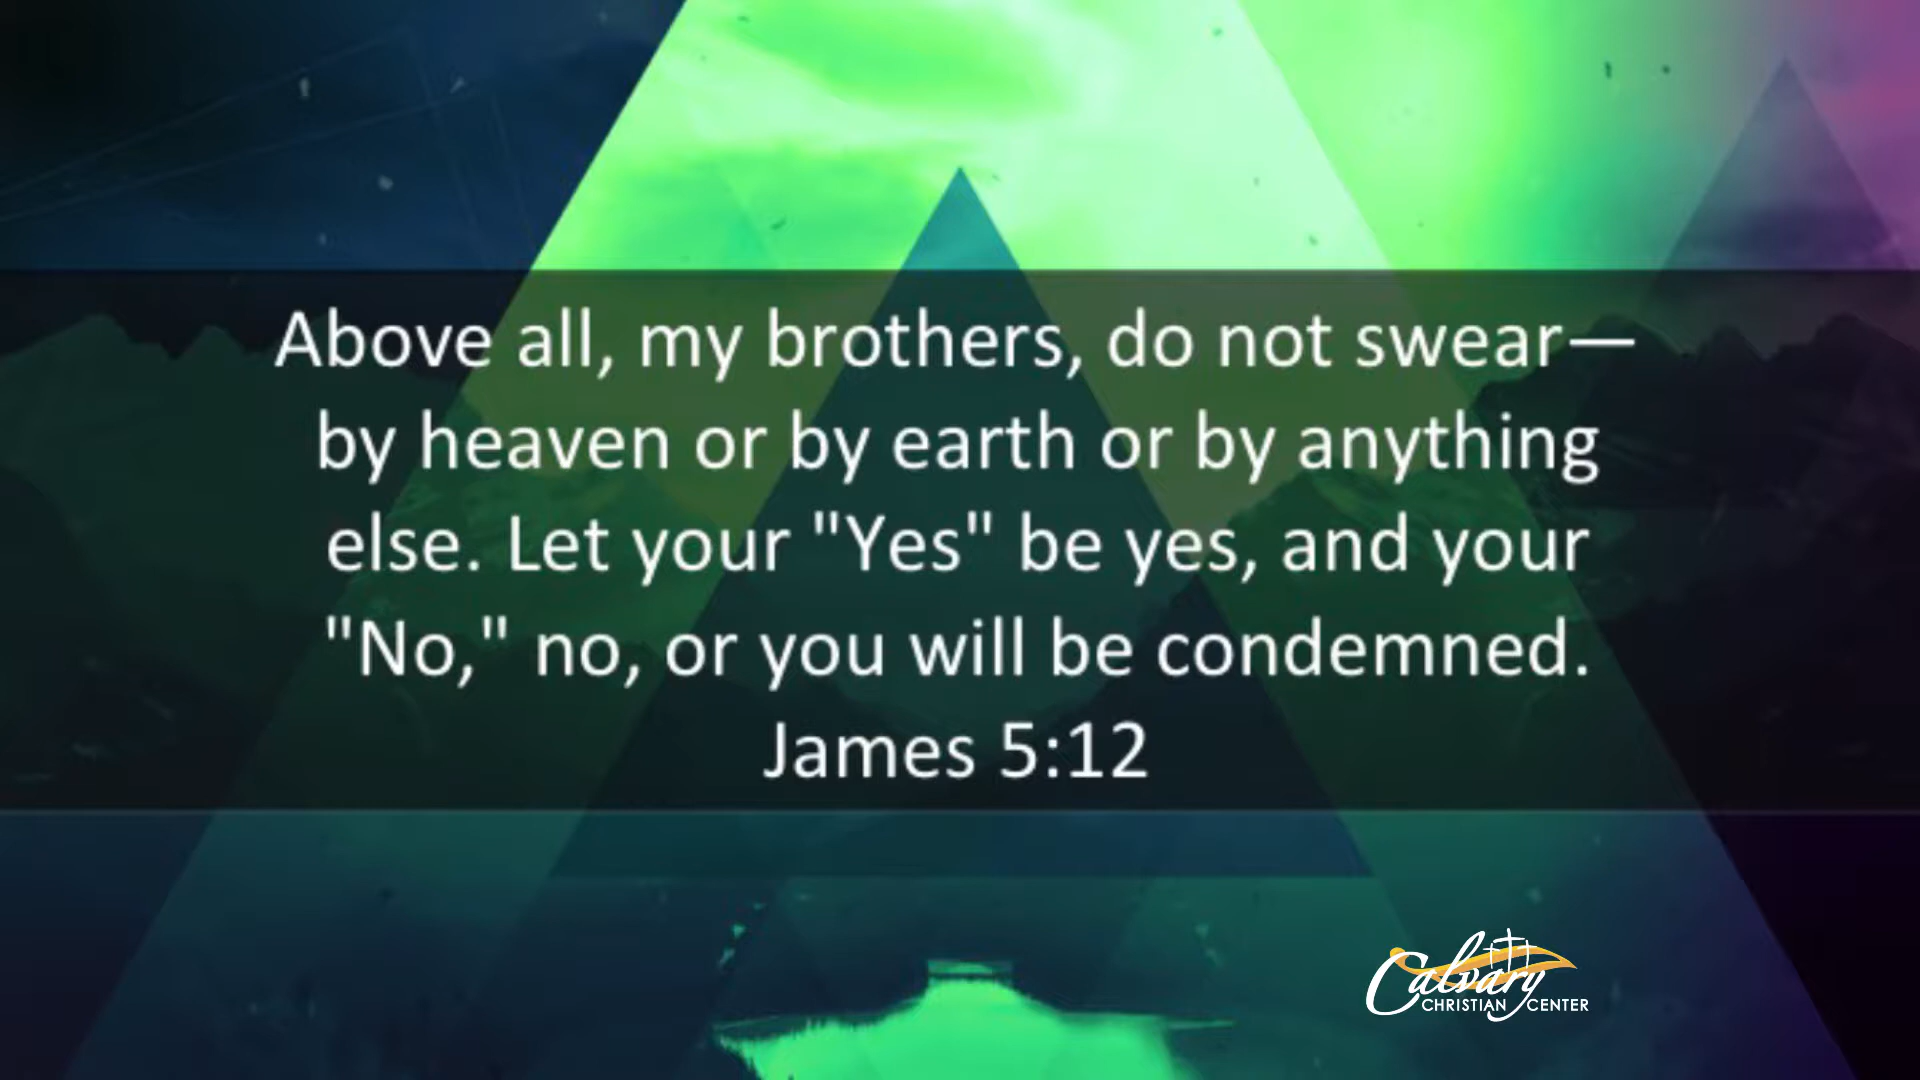 Above all, my brothers, do not swear—
by heaven or by earth or by anything
else. Let your "Yes" be yes, and your
"No," no, or you will be condemned.
James 5:12
Calvary
CHRISTIAN CENTER